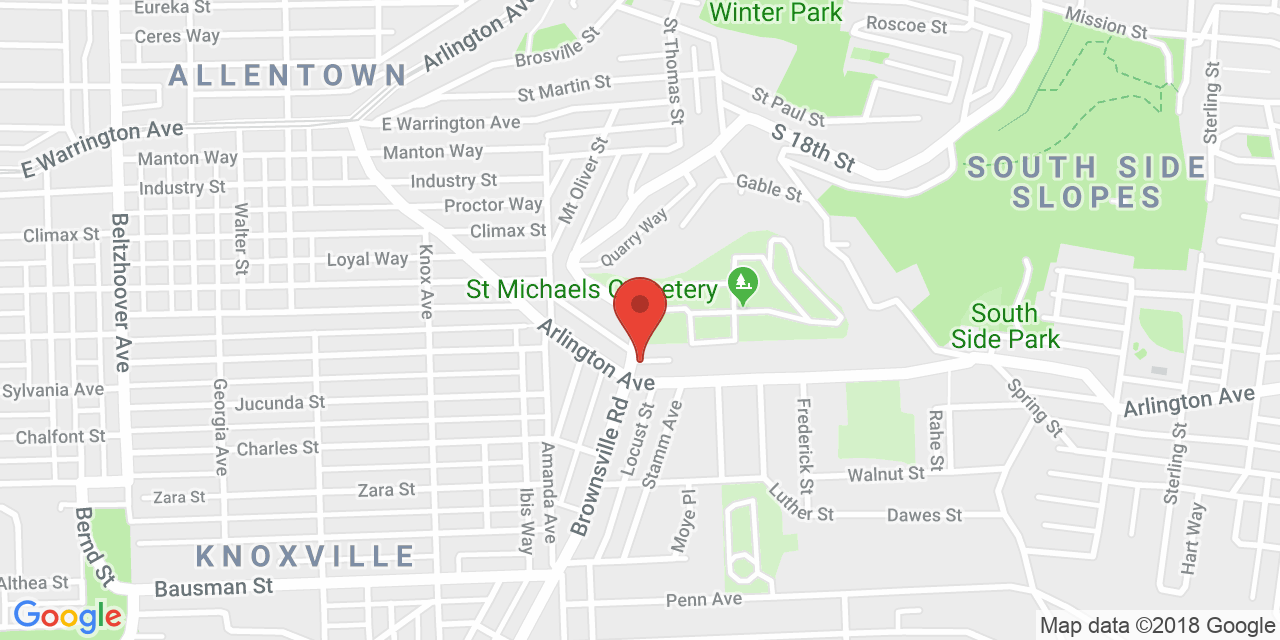 Eureka St
Ceres Way
Arlington Ave
Brosville St
St Thomas St
Winter Park
Roscoe St
Mission St
Sterling St
ALLENTOWN
St Martin St
E Warrington Ave
E Warrington Ave
St Paul St
S 18th St
Manton Way
Manton Way
Industry St
Industry St
Mt Oliver St
Gable St
SOUTH SIDE
SLOPES
Proctor Way
Walter St
Climax St
Climax St
Beltzhoover Ave
Quarry Way
Loyal Way
Knox Ave
St Michaels Cemetery
South
Side Park
Arlington Ave
Sylvania Ave
Georgia Ave
Jucunda St
Arlington Ave
Chalfont St
Charles St
Brownsville Rd
Locust St
Stamm Ave
Frederick St
Rahe St
Spring St
Sterling St
Amanda Ave
Ibis Way
Walnut St
Zara St
Zara St
Luther St
Dawes St
Moye Pl
Hart Way
Bernd St
KNOXVILLE
Althea St
Bausman St
Penn Ave
Google
Map data ©2018 Google